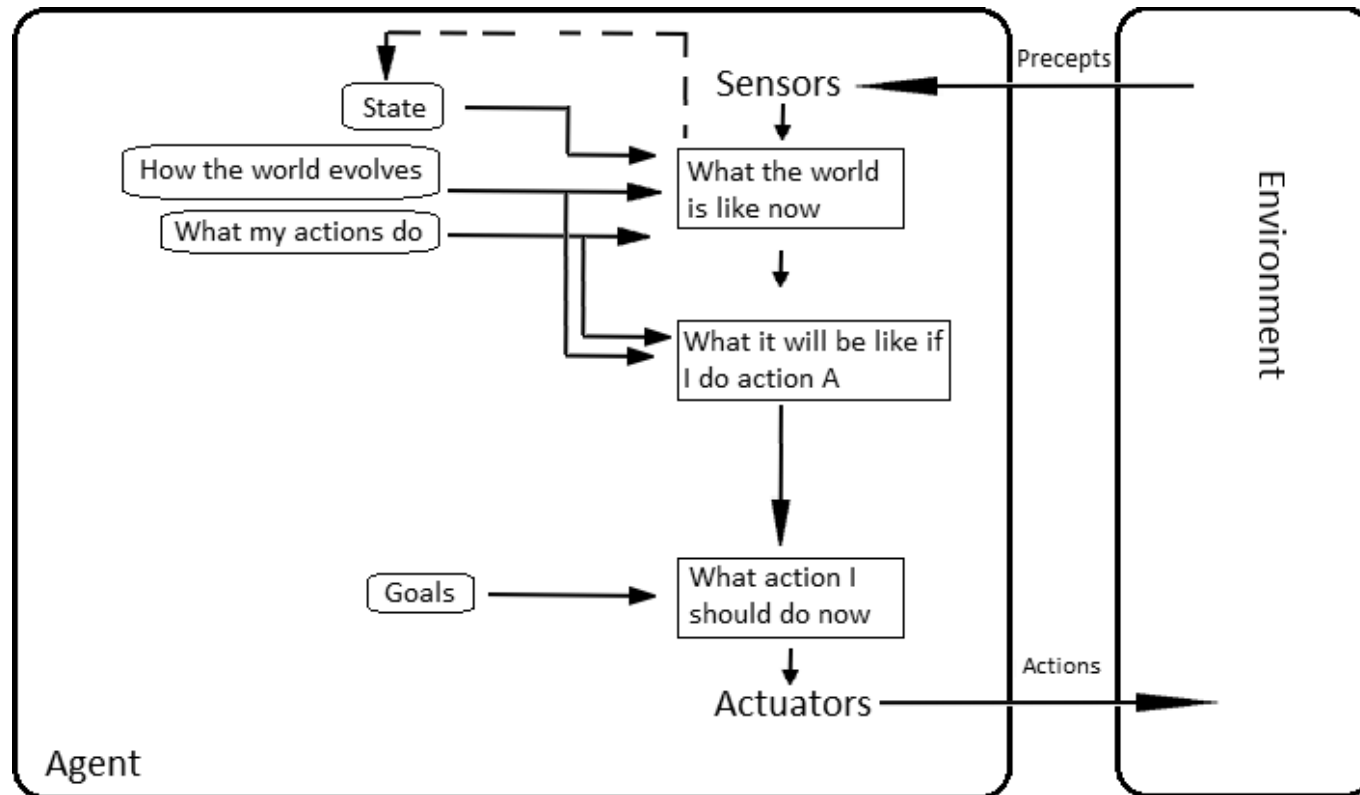 Precepts
Sensors
State
How the world evolves
What the world
is like now
What my actions do
Environment
What it will be like if
I do action A
Goals
What action I
should do now
Actions
Actuators
Agent